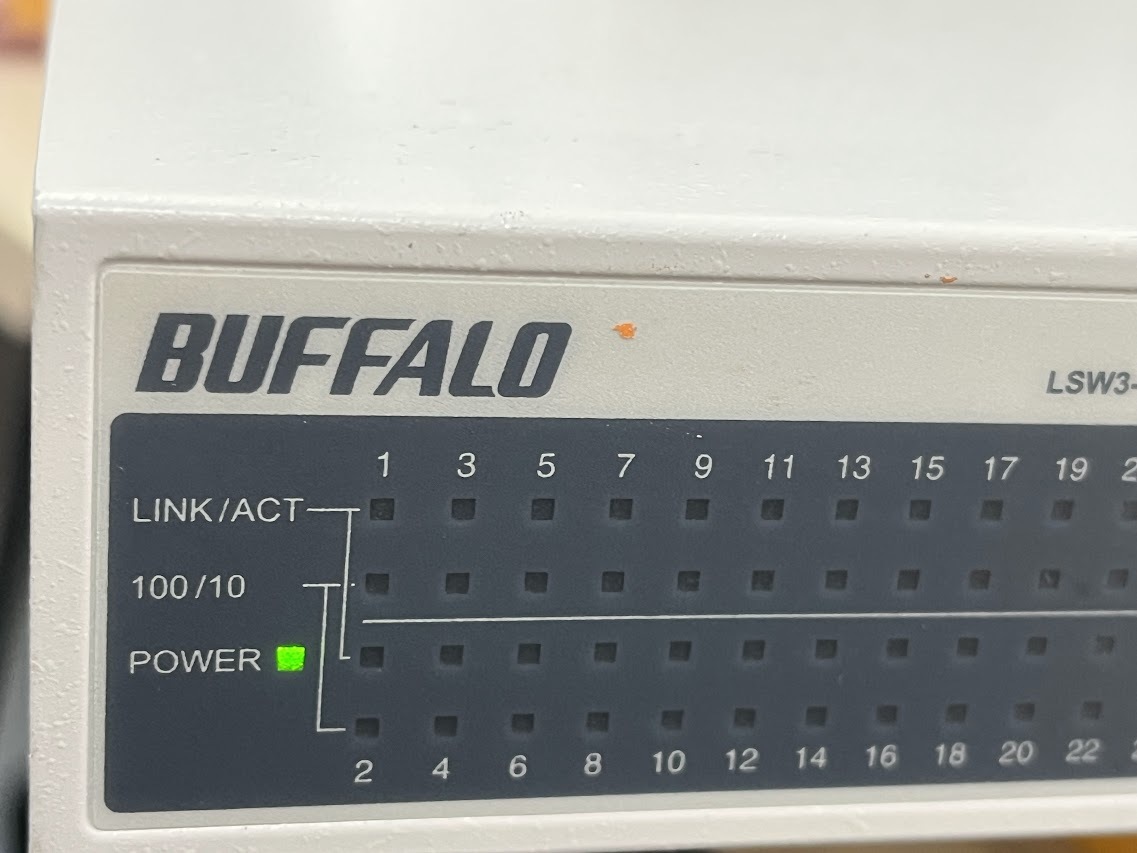 BUFFALO
LSW3-
1 3 5 7 9 11 13 15 17 19
LINK/ACT
100/10
POWER
2 4 6 8 10 12 14 16 18 20 22